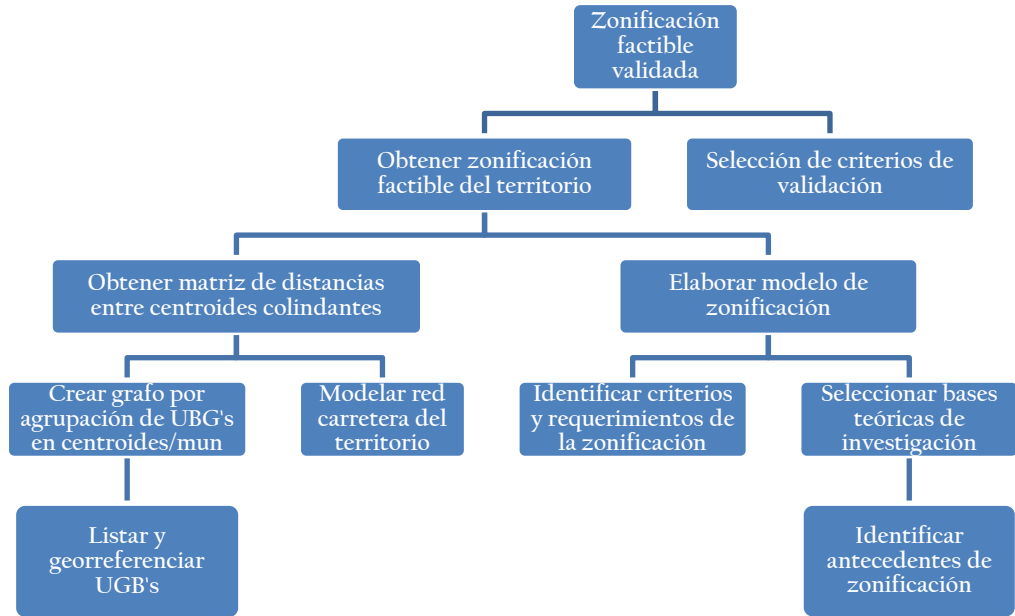 Zonificación
factible
validada
Obtener zonificación
factible del territorio
Selección de criterios de
validación
Obtener matriz de distancias
entre centroides colindantes
Elaborar modelo de
zonificación
Crear grafo por
agrupación de UBG's
en centroides/mun
Modelar red
carretera del
territorio
Identificar criterios
y requerimientos de
la zonificación
Seleccionar bases
teóricas de
investigación
Listar y
georreferenciar
UGB's
Identificar
antecedentes de
zonificación